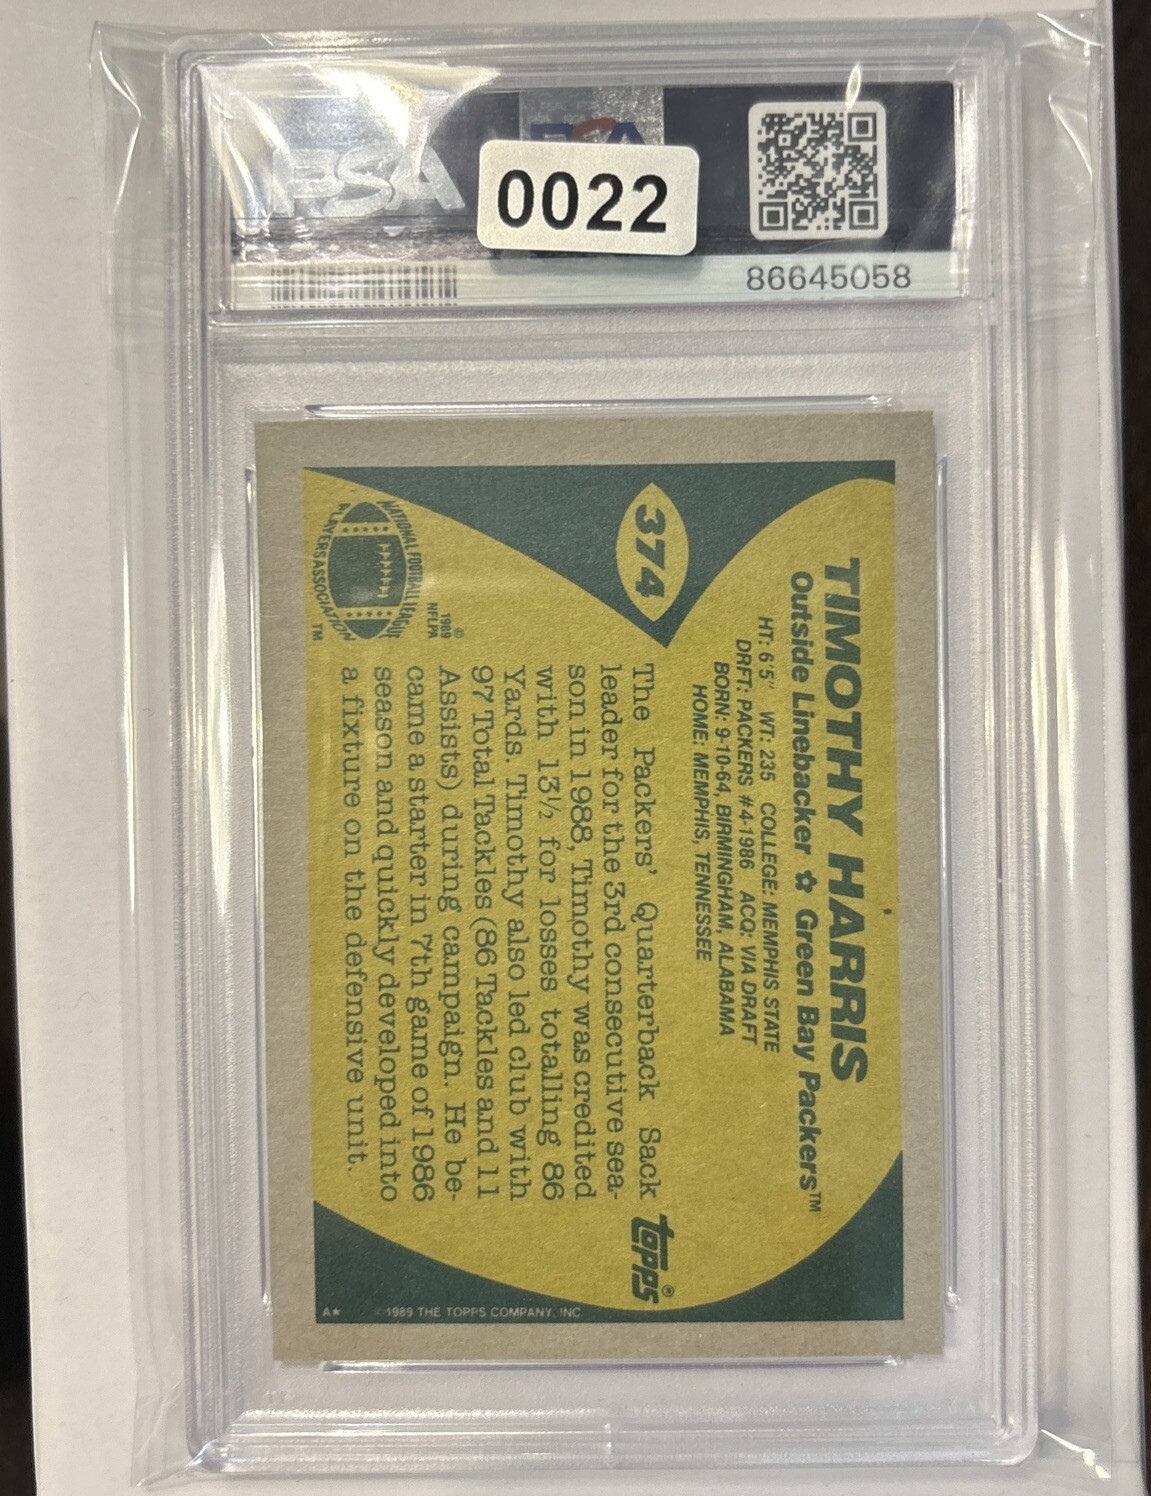 PSA
PSA
0022
86645058
374
TIMOTHY HARRIS
Outside Linebacker ✿ Green Bay Packers™
HT: 6'5" WT: 235 COLLEGE: MEMPHIS STATE
DRFT: PACKERS #4-1986 ACQ: VIA DRAFT
BORN: 9-10-64, BIRMINGHAM, ALABAMA
HOME: MEMPHIS, TENNESSEE
The Packers' Quarterback Sack
leader for the 3rd consecutive sea-
son in 1988, Timothy was credited
with 13½ for losses totalling 86
Yards. Timothy also led club with
97 Total Tackles (86 Tackles and 11
Assists) during campaign. He be-
came a starter in 7th game of 1986
season and quickly developed into
a fixture on the defensive unit.
NATIONAL FOOTBALL LEAGUE
PLAYERS ASSOCIATION
TM
©
1989
NFLPA
topps®
A★ ©1989 THE TOPPS COMPANY, INC